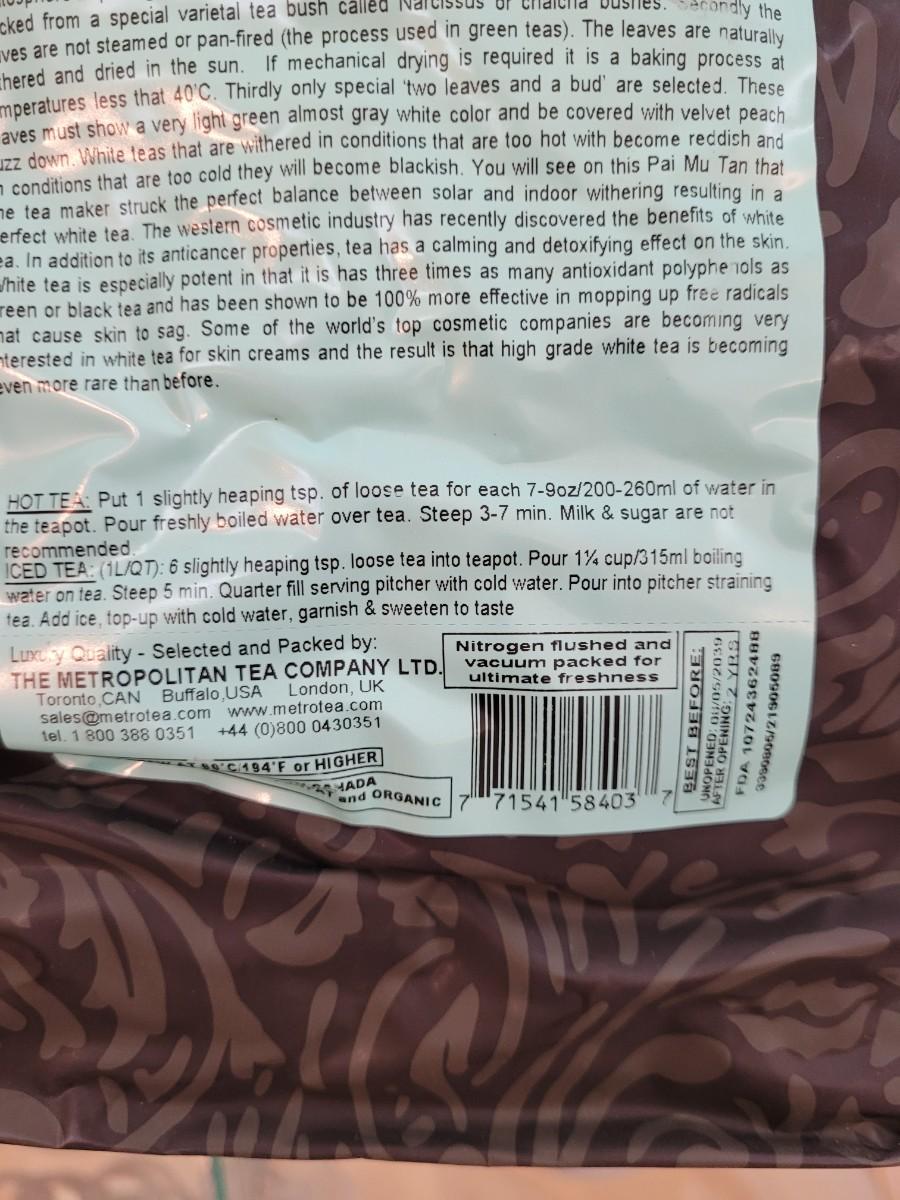 cked from a special varietal tea bush called Narcissus or chaicha bushes. Secondly the
ves are not steamed or pan-fired (the process used in green teas). The leaves are naturally
hered and dried in the sun. If mechanical drying is required it is a baking process at
mperatures less that 40°C. Thirdly only special 'two leaves and a bud' are selected. These
aves must show a very light green almost gray white color and be covered with velvet peach
uzz down. White teas that are withered in conditions that are too hot with become reddish and
n conditions that are too cold they will become blackish. You will see on this Pai Mu Tan that
he tea maker struck the perfect balance between solar and indoor withering resulting in a
erfect white tea. The western cosmetic industry has recently discovered the benefits of white
ea. In addition to its anticancer properties, tea has a calming and detoxifying effect on the skin.
White tea is especially potent in that it is has three times as many antioxidant polyphenols as
reen or black tea and has been shown to be 100% more effective in mopping up free radicals
hat cause skin to sag. Some of the world's top cosmetic companies are becoming very
nterested in white tea for skin creams and the result is that high grade white tea is becoming
even more rare than before.
HOT TEA: Put 1 slightly heaping tsp. of loose tea for each 7-9oz/200-260ml of water in
the teapot. Pour freshly boiled water over tea. Steep 3-7 min. Milk & sugar are not
recommended.
ICED TEA: (1L/QT): 6 slightly heaping tsp. loose tea into teapot. Pour 1¼ cup/315ml boiling
water on tea. Steep 5 min. Quarter fill serving pitcher with cold water. Pour into pitcher straining
tea. Add ice, top-up with cold water, garnish & sweeten to taste
Luxury Quality - Selected and Packed by:
THE METROPOLITAN TEA COMPANY LTD.
Toronto,CAN Buffalo,USA London, UK
sales@metrotea.com www.metrotea.com
tel. 1 800 388 0351 +44 (0)800 0430351
90°C/194°F or HIGHER
and ORGANIC
Nitrogen flushed and
vacuum packed for
ultimate freshness
7 71541 58403 7
BEST BEFORE:
UNOPENED: /05/2039
AFTER OPENING: 2 YRS
FDA 10724362488